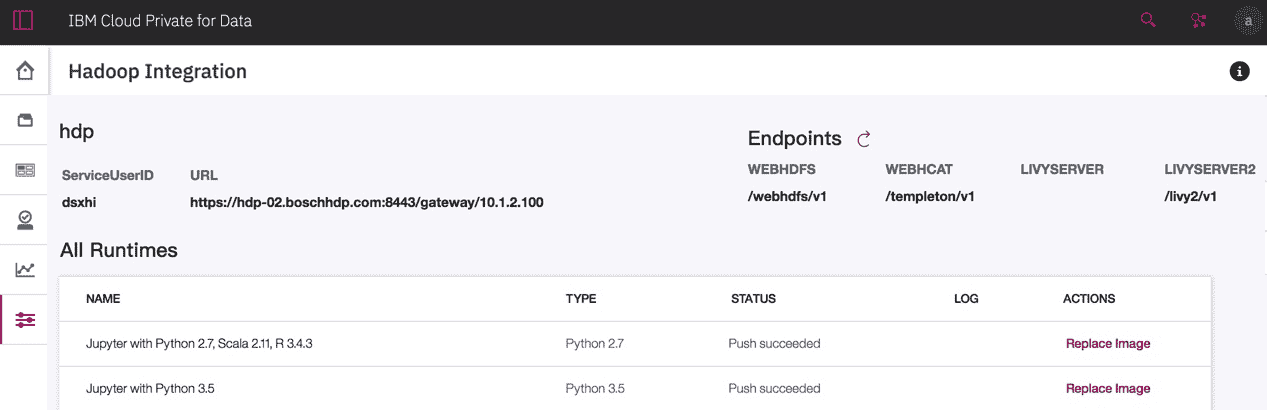 IBM Cloud Private for Data
a
Hadoop Integration
hdp
ServiceUserID URL
dsxhi https://hdp-02.boschhdp.com:8443/gateway/10.1.2.100
Endpoints
WEBHDFS WEBHCAT LIVYSERVER LIVYSERVER2
/webhdfs/v1 /templeton/v1 /livy2/v1
All Runtimes
NAME TYPE STATUS LOG ACTIONS
Jupyter with Python 2.7, Scala 2.11, R 3.4.3 Python 2.7 Push succeeded Replace Image
Jupyter with Python 3.5 Python 3.5 Push succeeded Replace Image